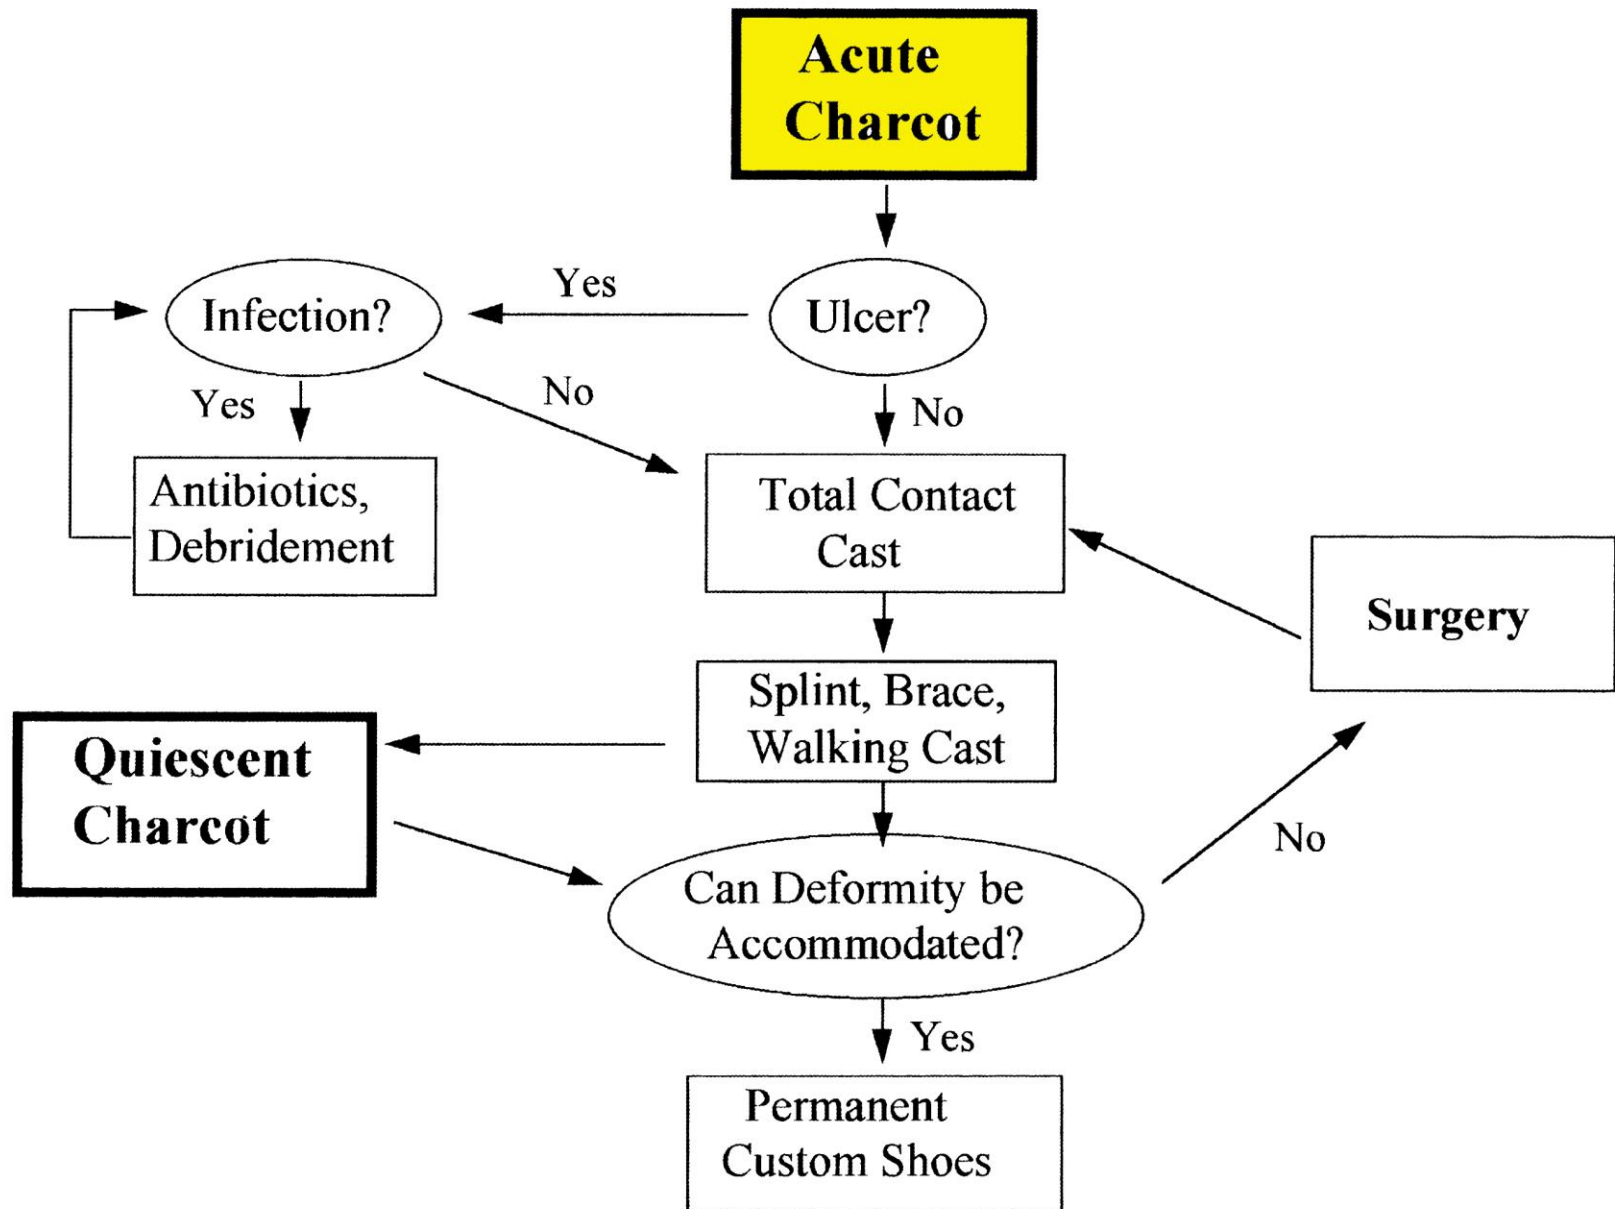 Acute
Charcot
Infection?
Yes
Ulcer?
Yes
No
No
Antibiotics,
Debridement
Total Contact
Cast
Surgery
Splint, Brace,
Walking Cast
Quiescent
Charcot
No
Can Deformity be
Accommodated?
Yes
Permanent
Custom Shoes